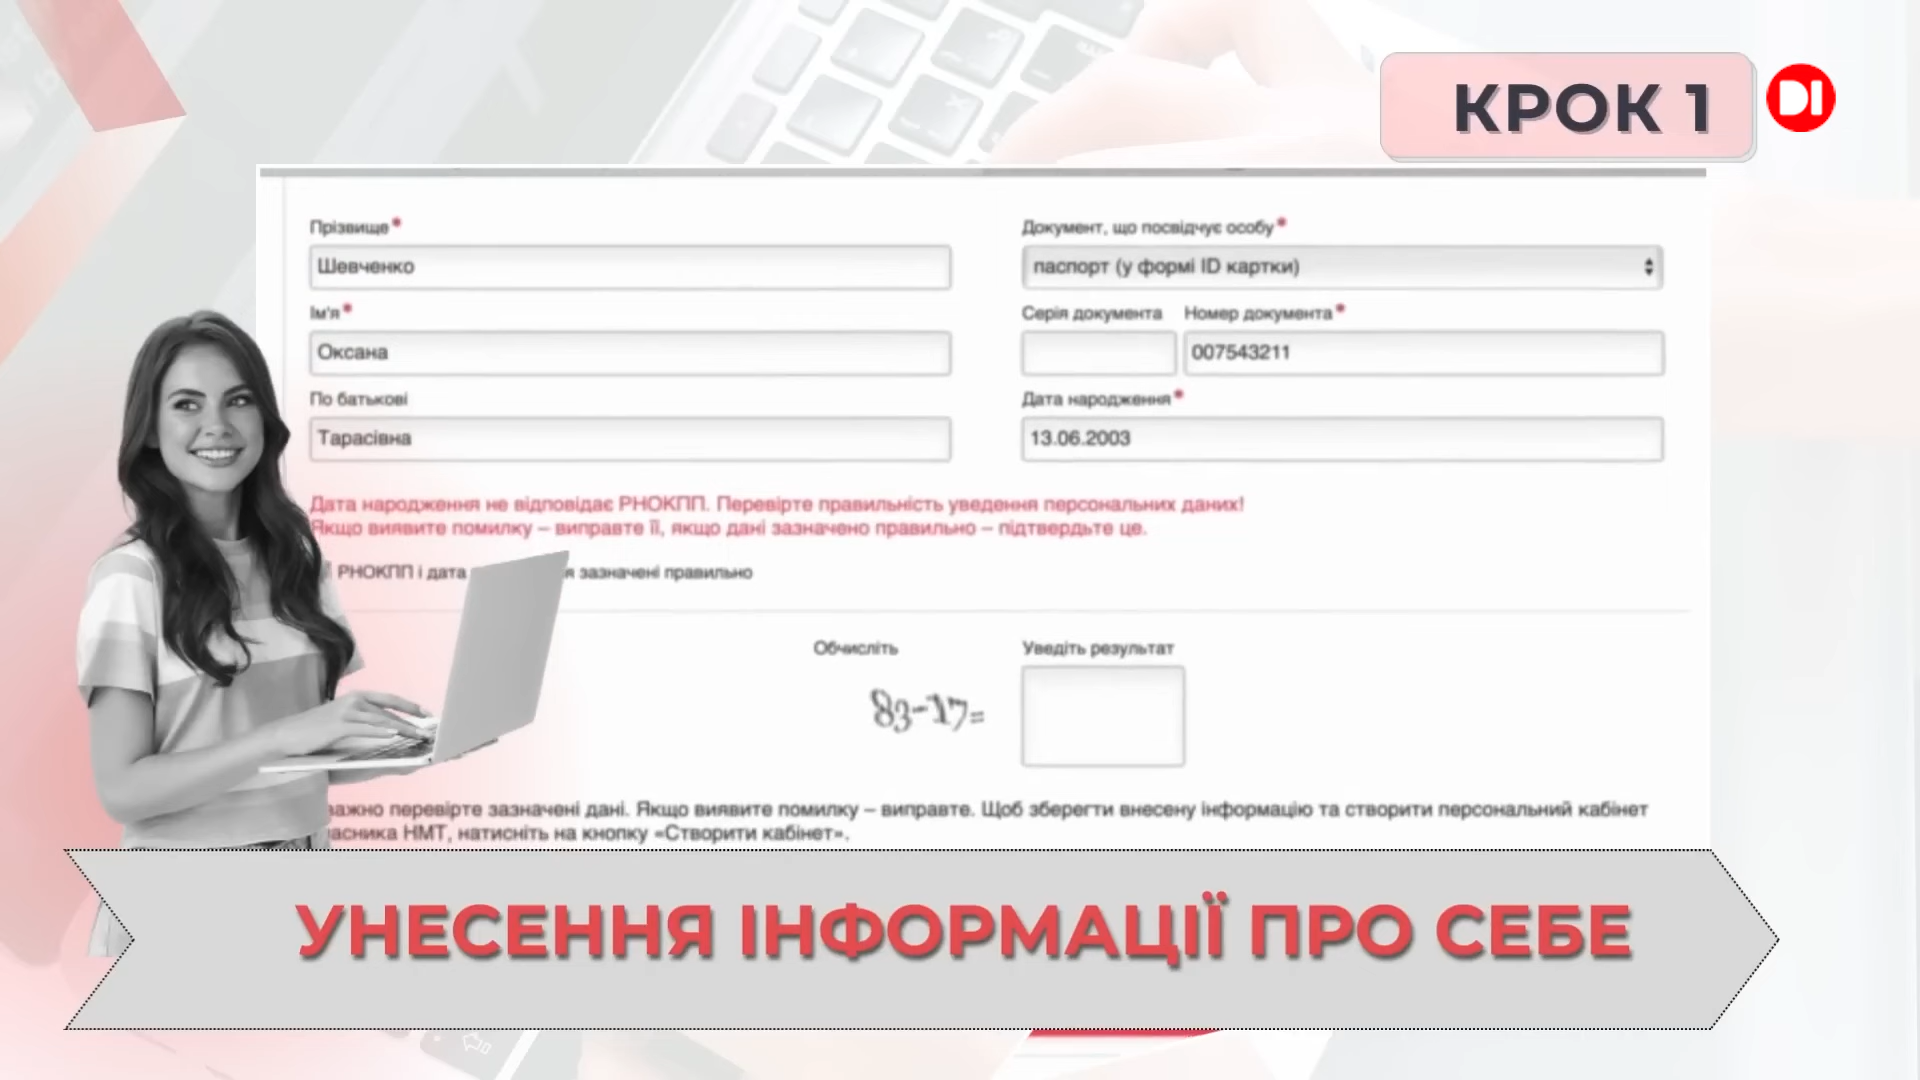 КРОК 1
DI
Прізвище*
Шевченко
Ім'я*
Оксана
По батькові
Тарасівна
Документ, що посвідчує особу*
паспорт (у формі ID картки)
Серія документа Номер документа*
007543211
Дата народження*
13.06.2003
Дата народження не відповідає РНОКПП. Перевірте правильність уведення персональних даних!
Якщо виявите помилку – виправте її, якщо дані зазначено правильно – підтвердьте це.
РНОКПП і дата зазначені правильно
Обчисліть
Уведіть результат
83-17=
перевірте зазначені дані. Якщо виявите помилку – виправте. Щоб зберегти внесену інформацію та створити персональний кабінет
НМТ, натисніть на кнопку «Створити кабінет».
УНЕСЕННЯ ІНФОРМАЦІЇ ПРО СЕБЕ